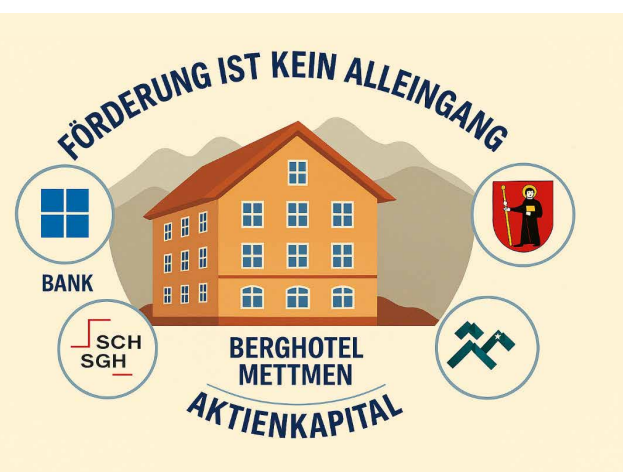 FÖRDERUNG IST KEIN ALLEINGANG
BANK
SCH
SGH
BERGHOTEL
METTMEN
AKTIENKAPITAL